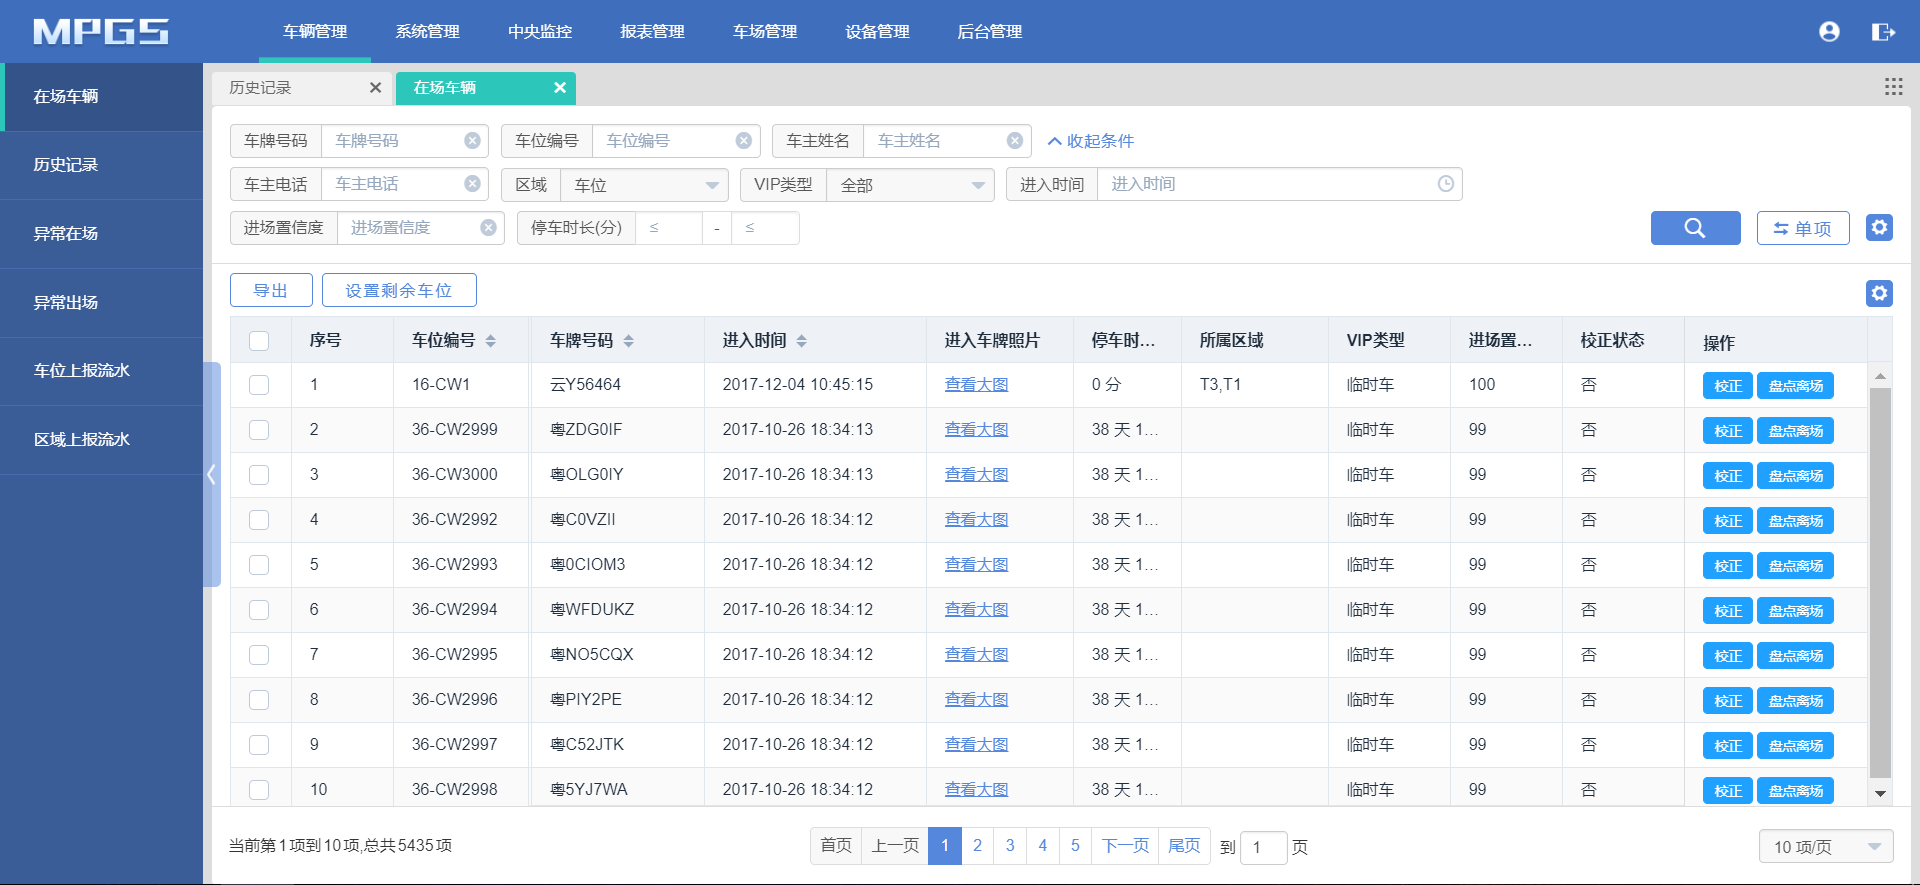 MPGS 车辆管理 系统管理 中央监控 报表管理 车场管理 设备管理 后台管理
在场车辆
历史记录
异常在场
异常出场
车位上报流水
区域上报流水
历史记录 在场车辆
车牌号码 车牌号码 车位编号 车位编号 车主姓名 车主姓名 收起条件
车主电话 车主电话 区域 车位 VIP类型 全部 进入时间 进入时间
进场置信度 进场置信度 停车时长(分) ≤ - ≤ 单项
导出 设置剩余车位
序号 车位编号 车牌号码 进入时间 进入车牌照片 停车时... 所属区域 VIP类型 进场置... 校正状态 操作
1 16-CW1 云Y56464 2017-12-04 10:45:15 查看大图 0 分 T3,T1 临时车 100 否 校正 盘点离场
2 36-CW2999 粤ZDG0IF 2017-10-26 18:34:13 查看大图 38 天 1... 临时车 99 否 校正 盘点离场
3 36-CW3000 粤OLG0IY 2017-10-26 18:34:13 查看大图 38 天 1... 临时车 99 否 校正 盘点离场
4 36-CW2992 粤C0VZII 2017-10-26 18:34:12 查看大图 38 天 1... 临时车 99 否 校正 盘点离场
5 36-CW2993 粤0CIOM3 2017-10-26 18:34:12 查看大图 38 天 1... 临时车 99 否 校正 盘点离场
6 36-CW2994 粤WFDUKZ 2017-10-26 18:34:12 查看大图 38 天 1... 临时车 99 否 校正 盘点离场
7 36-CW2995 粤NO5CQX 2017-10-26 18:34:12 查看大图 38 天 1... 临时车 99 否 校正 盘点离场
8 36-CW2996 粤PIY2PE 2017-10-26 18:34:12 查看大图 38 天 1... 临时车 99 否 校正 盘点离场
9 36-CW2997 粤C52JTK 2017-10-26 18:34:12 查看大图 38 天 1... 临时车 99 否 校正 盘点离场
10 36-CW2998 粤5YJ7WA 2017-10-26 18:34:12 查看大图 38 天 1... 临时车 99 否 校正 盘点离场
当前第1项到10项,总共5435项 首页 上一页 1 2 3 4 5 下一页 尾页 到 1 页 10 项/页